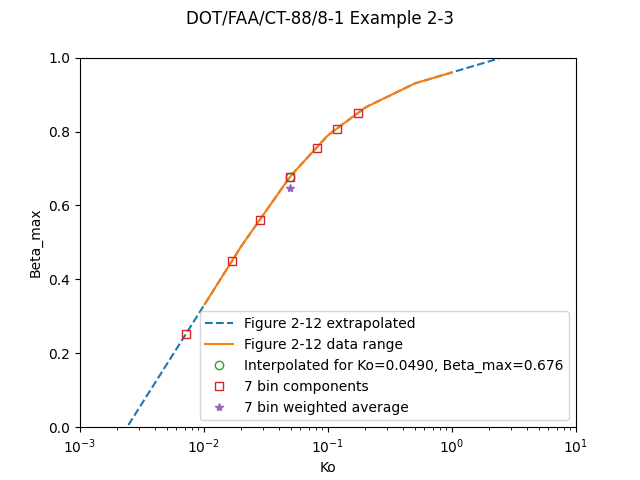 DOT/FAA/CT-88/8-1 Example 2-3
1.0
0.8
0.6
0.4
0.2
0.0
Beta_max
Figure 2-12 extrapolated
Figure 2-12 data range
Interpolated for Ko=0.0490, Beta_max=0.676
7 bin components
7 bin weighted average
10⁻³ 10⁻² 10⁻¹ 10⁰ 10¹
Ko